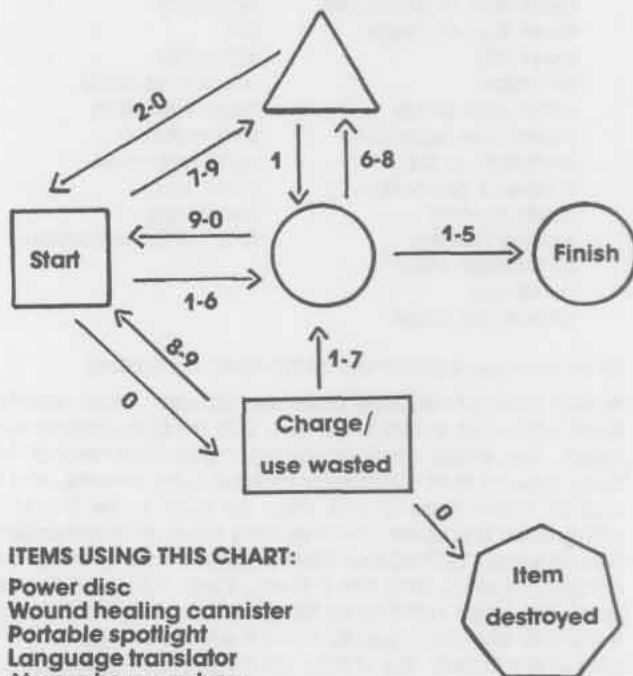 2-0
7-9
1
6-8
9-0
1-5
Start
Finish
1-6
8-9
1-7
0
Charge/
use wasted
0
ITEMS USING THIS CHART:
Item
destroyed
Power disc
Wound healing cannister
Portable spotlight
Language translator